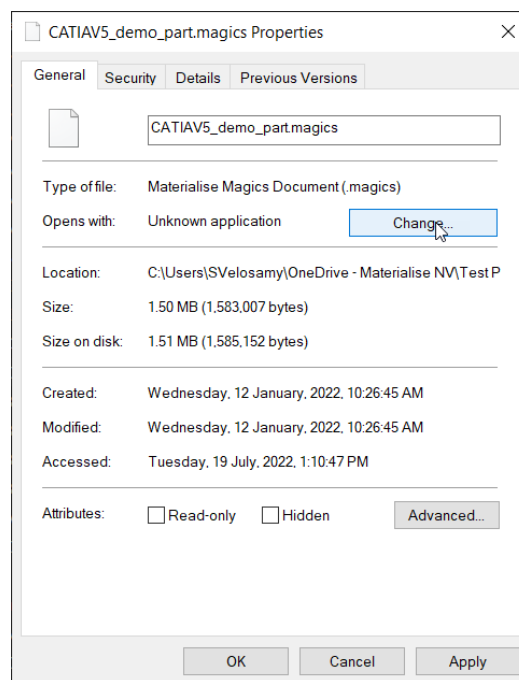 CATIAV5_demo_part.magics Properties
General Security Details Previous Versions
CATIAV5_demo_part.magics
Type of file: Materialise Magics Document (.magics)
Opens with: Unknown application Change...
Location: C:\Users\SVelosamy\OneDrive - Materialise NV\Test P
Size: 1.50 MB (1,583,007 bytes)
Size on disk: 1.51 MB (1,585,152 bytes)
Created: Wednesday, 12 January, 2022, 10:26:45 AM
Modified: Wednesday, 12 January, 2022, 10:26:45 AM
Accessed: Tuesday, 19 July, 2022, 1:10:47 PM
Attributes: Read-only Hidden Advanced...
OK Cancel Apply